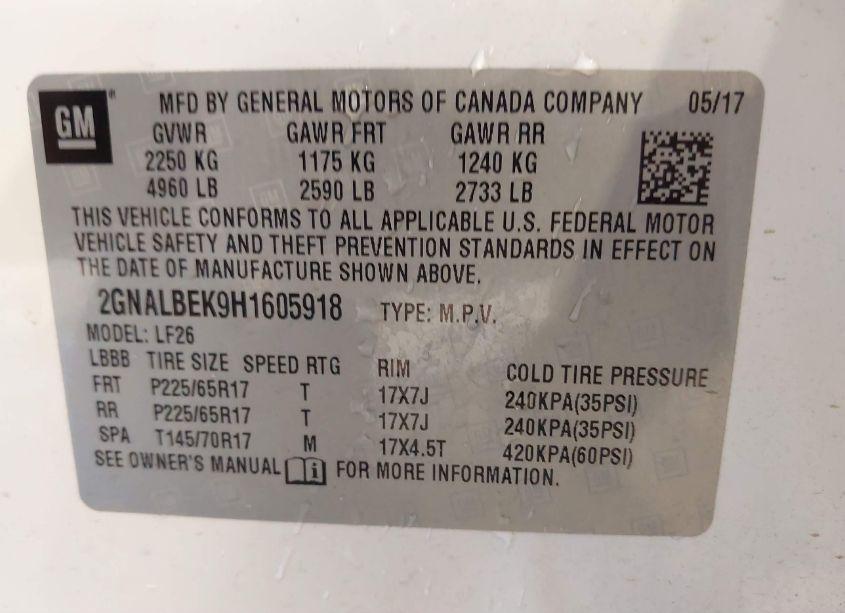 GM ® MFD BY GENERAL MOTORS OF CANADA COMPANY 05/17
GVWR GAWR FRT GAWR RR
2250 KG 1175 KG 1240 KG
4960 LB 2590 LB 2733 LB
THIS VEHICLE CONFORMS TO ALL APPLICABLE U.S. FEDERAL MOTOR
VEHICLE SAFETY AND THEFT PREVENTION STANDARDS IN EFFECT ON
THE DATE OF MANUFACTURE SHOWN ABOVE.
2GNALBEK9H1605918 TYPE: M.P.V.
MODEL: LF26
LBBB TIRE SIZE SPEED RTG RIM COLD TIRE PRESSURE
FRT P225/65R17 T 17X7J 240KPA(35PSI)
RR P225/65R17 T 17X7J 240KPA(35PSI)
SPA T145/70R17 M 17X4.5T 420KPA(60PSI)
SEE OWNER'S MANUAL i FOR MORE INFORMATION.